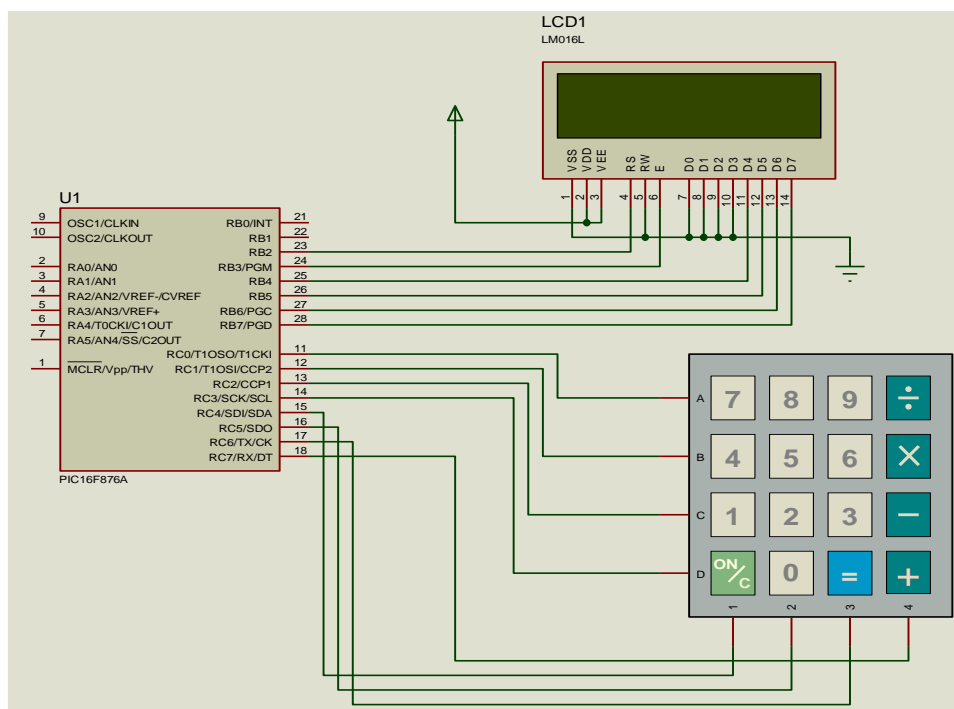 LCD1
LM016L
VSS VDD VEE RS RW E D0 D1 D2 D3 D4 D5 D6 D7
1 2 3 4 5 6 7 8 9 10 11 12 13 14
U1
9 OSC1/CLKIN RB0/INT 21
10 OSC2/CLKOUT RB1 22
RB2 23
2 RA0/AN0 RB3/PGM 24
3 RA1/AN1 RB4 25
4 RA2/AN2/VREF-/CVREF RB5 26
5 RA3/AN3/VREF+ RB6/PGC 27
6 RA4/T0CKI/C1OUT RB7/PGD 28
7 RA5/AN4/SS/C2OUT
RC0/T1OSO/T1CKI 11
1 MCLR/Vpp/THV RC1/T1OSI/CCP2 12
RC2/CCP1 13
RC3/SCK/SCL 14
RC4/SDI/SDA 15
RC5/SDO 16
RC6/TX/CK 17
RC7/RX/DT 18
PIC16F876A
A 7 8 9 ÷
B 4 5 6 ×
C 1 2 3 −
D ON/C 0 = +
1 2 3 4